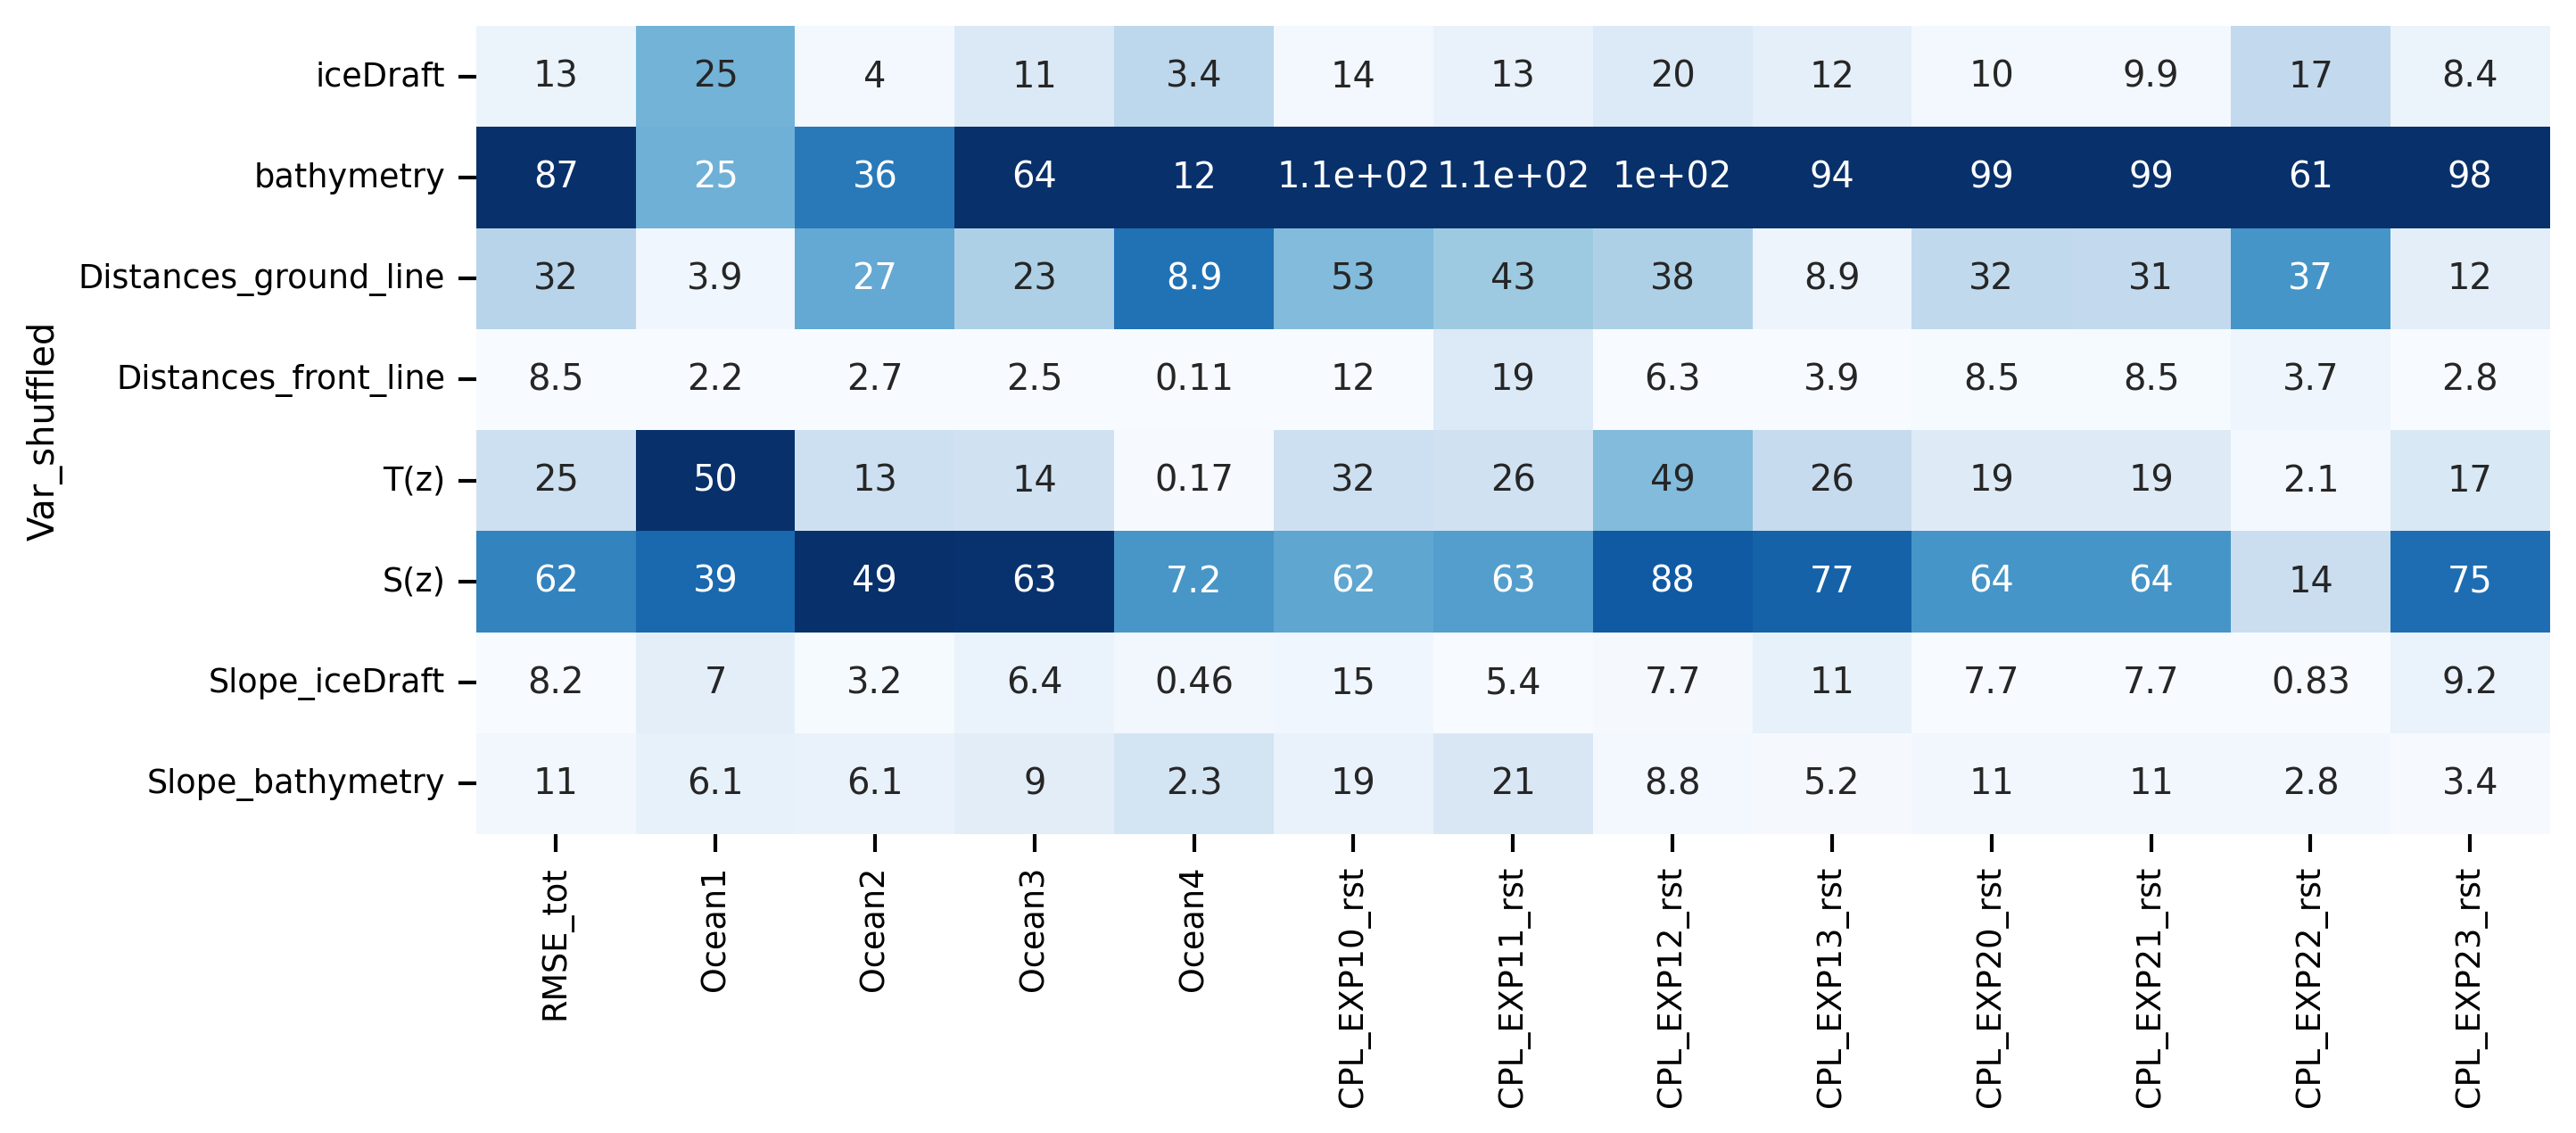 Var_shuffled
iceDraft 13 25 4 11 3.4 14 13 20 12 10 9.9 17 8.4
bathymetry 87 25 36 64 12 1.1e+02 1.1e+02 1e+02 94 99 99 61 98
Distances_ground_line 32 3.9 27 23 8.9 53 43 38 8.9 32 31 37 12
Distances_front_line 8.5 2.2 2.7 2.5 0.11 12 19 6.3 3.9 8.5 8.5 3.7 2.8
T(z) 25 50 13 14 0.17 32 26 49 26 19 19 2.1 17
S(z) 62 39 49 63 7.2 62 63 88 77 64 64 14 75
Slope_iceDraft 8.2 7 3.2 6.4 0.46 15 5.4 7.7 11 7.7 7.7 0.83 9.2
Slope_bathymetry 11 6.1 6.1 9 2.3 19 21 8.8 5.2 11 11 2.8 3.4
RMSE_tot
Ocean1
Ocean2
Ocean3
Ocean4
CPL_EXP10_rst
CPL_EXP11_rst
CPL_EXP12_rst
CPL_EXP13_rst
CPL_EXP20_rst
CPL_EXP21_rst
CPL_EXP22_rst
CPL_EXP23_rst